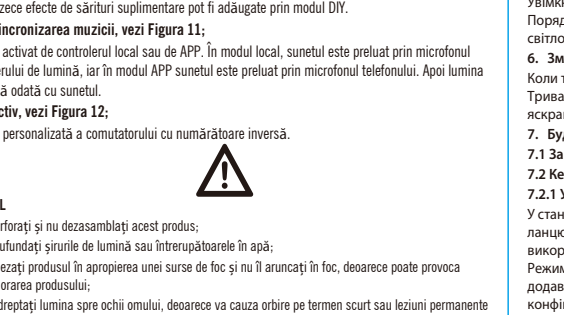 zece efecte de sărituri suplimentare pot fi adăugate prin modul DIY.
incronizarea muzicii, vezi Figura 11;
activat de controlerul local sau de APP. În modul local, sunetul este preluat prin microfonul
rului de lumină, iar în modul APP sunetul este preluat prin microfonul telefonului. Apoi lumina
ă odată cu sunetul.
ctiv, vezi Figura 12;
personalizată a comutatorului cu numărătoare inversă.
L
rforați și nu dezasamblați acest produs;
ufundați șirurile de lumină sau întrerupătoarele în apă;
ezați produsul în apropierea unei surse de foc și nu îl aruncați în foc, deoarece poate provoca
orarea produsului;
dreptați lumina spre ochii omului, deoarece va cauza orbire pe termen scurt sau leziuni permanente
Увімкн
Поряд
світло
6. Зм
Коли т
Трива
яскра
7. Бу
7.1 За
7.2 Ке
7.2.1 У
У стан
ланцю
викор
Режим
додав
конфі